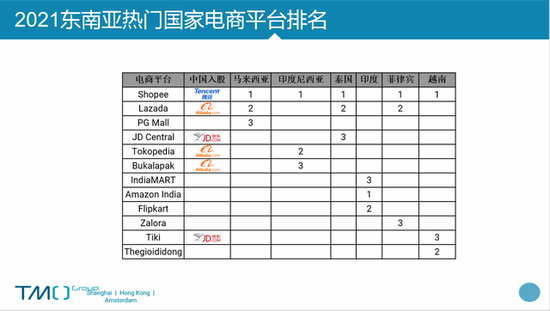 2021东南亚热门国家电商平台排名
电商平台 中国入股 马来西亚 印度尼西亚 泰国 印度 菲律宾 越南
Shopee Tencent 腾讯 1 1 1 1 1
Lazada Alibaba.com 2 2 2
PG Mall 3
JD Central JD京东 .COM 3
Tokopedia Alibaba.com 2
Bukalapak Alibaba.com 3
IndiaMART 3
Amazon India 1
Flipkart 2
Zalora 3
Tiki JD京东 .COM 3
Thegioididong 2
TMO Group
Shanghai | Hong Kong |
Amsterdam